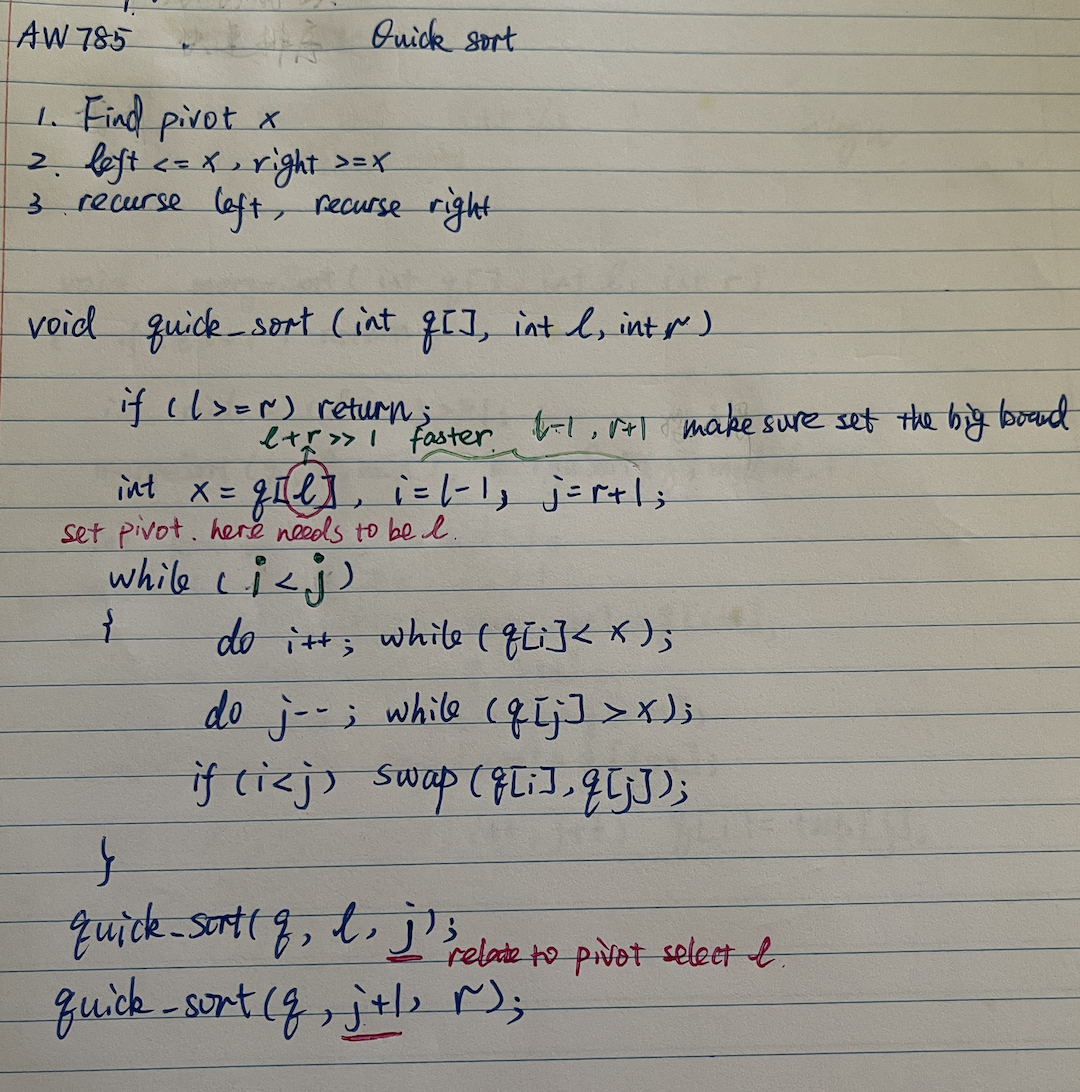 AW 785 Quick sort
1. Find pivot x
2. left <= x, right >=x
3. recurse left, recurse right
void quick_sort (int q[], int l, int r)
if (l >= r) return;
l+r >> 1 faster. l-1, r+1 make sure set the big board
int x = q[l], i=l-1, j=r+1;
set pivot. here needs to be l.
while ( i < j )
{ do i++; while (q[i] < x);
do j--; while (q[j] > x);
if (i<j) swap (q[i], q[j]);
}
quick_sort( q, l, j);
relate to pivot select l.
quick_sort(q, j+1, r);